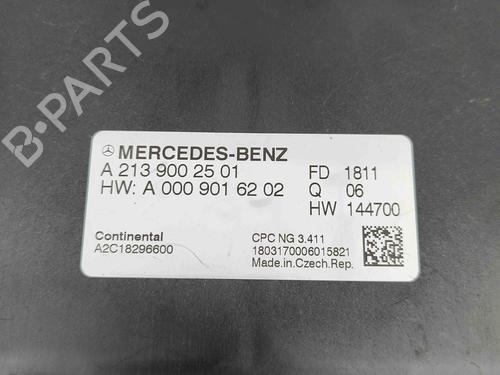 MERCEDES-BENZ
A 213 900 25 01 FD 1811
HW: A 000 901 62 02 Q 06
HW 144700
Continental CPC NG 3.411
A2C18296600 1803170006015821
Made in Czech Rep.
B-PARTS